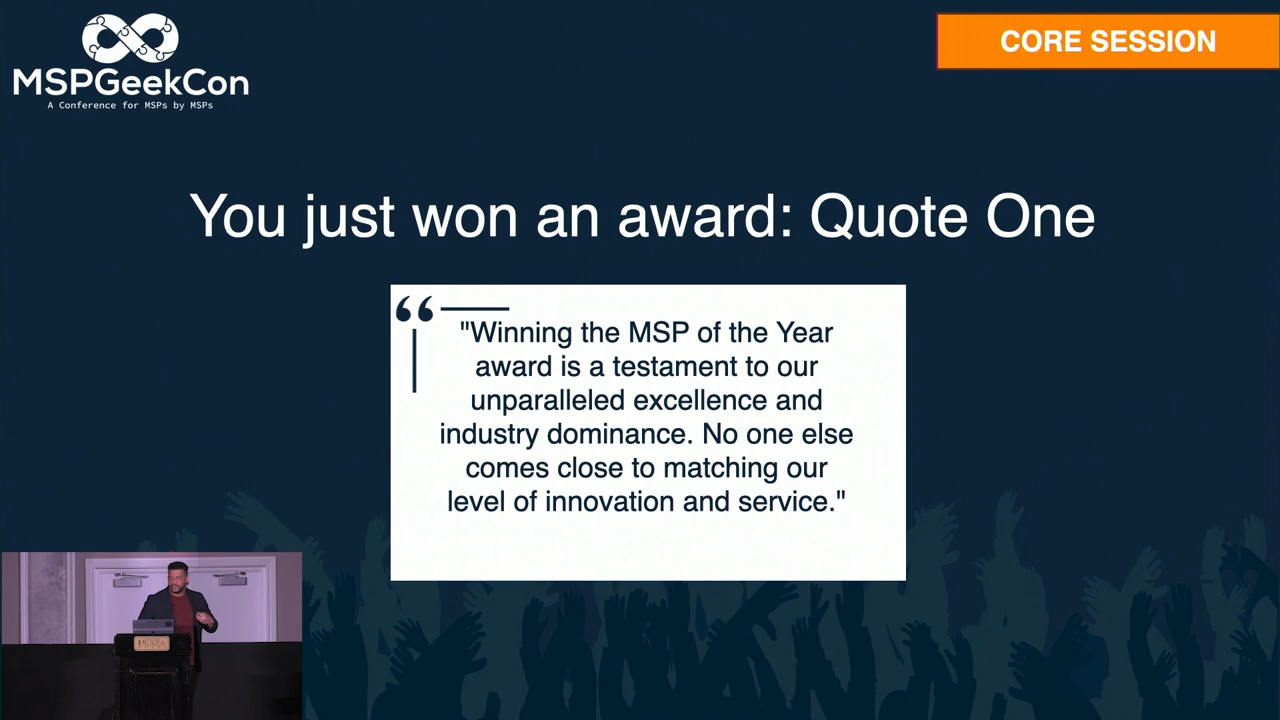 MSPGeekCon
A Conference for MSPs by MSPs
CORE SESSION
You just won an award: Quote One
“
"Winning the MSP of the Year
award is a testament to our
unparalleled excellence and
industry dominance. No one else
comes close to matching our
level of innovation and service."
PLAZA